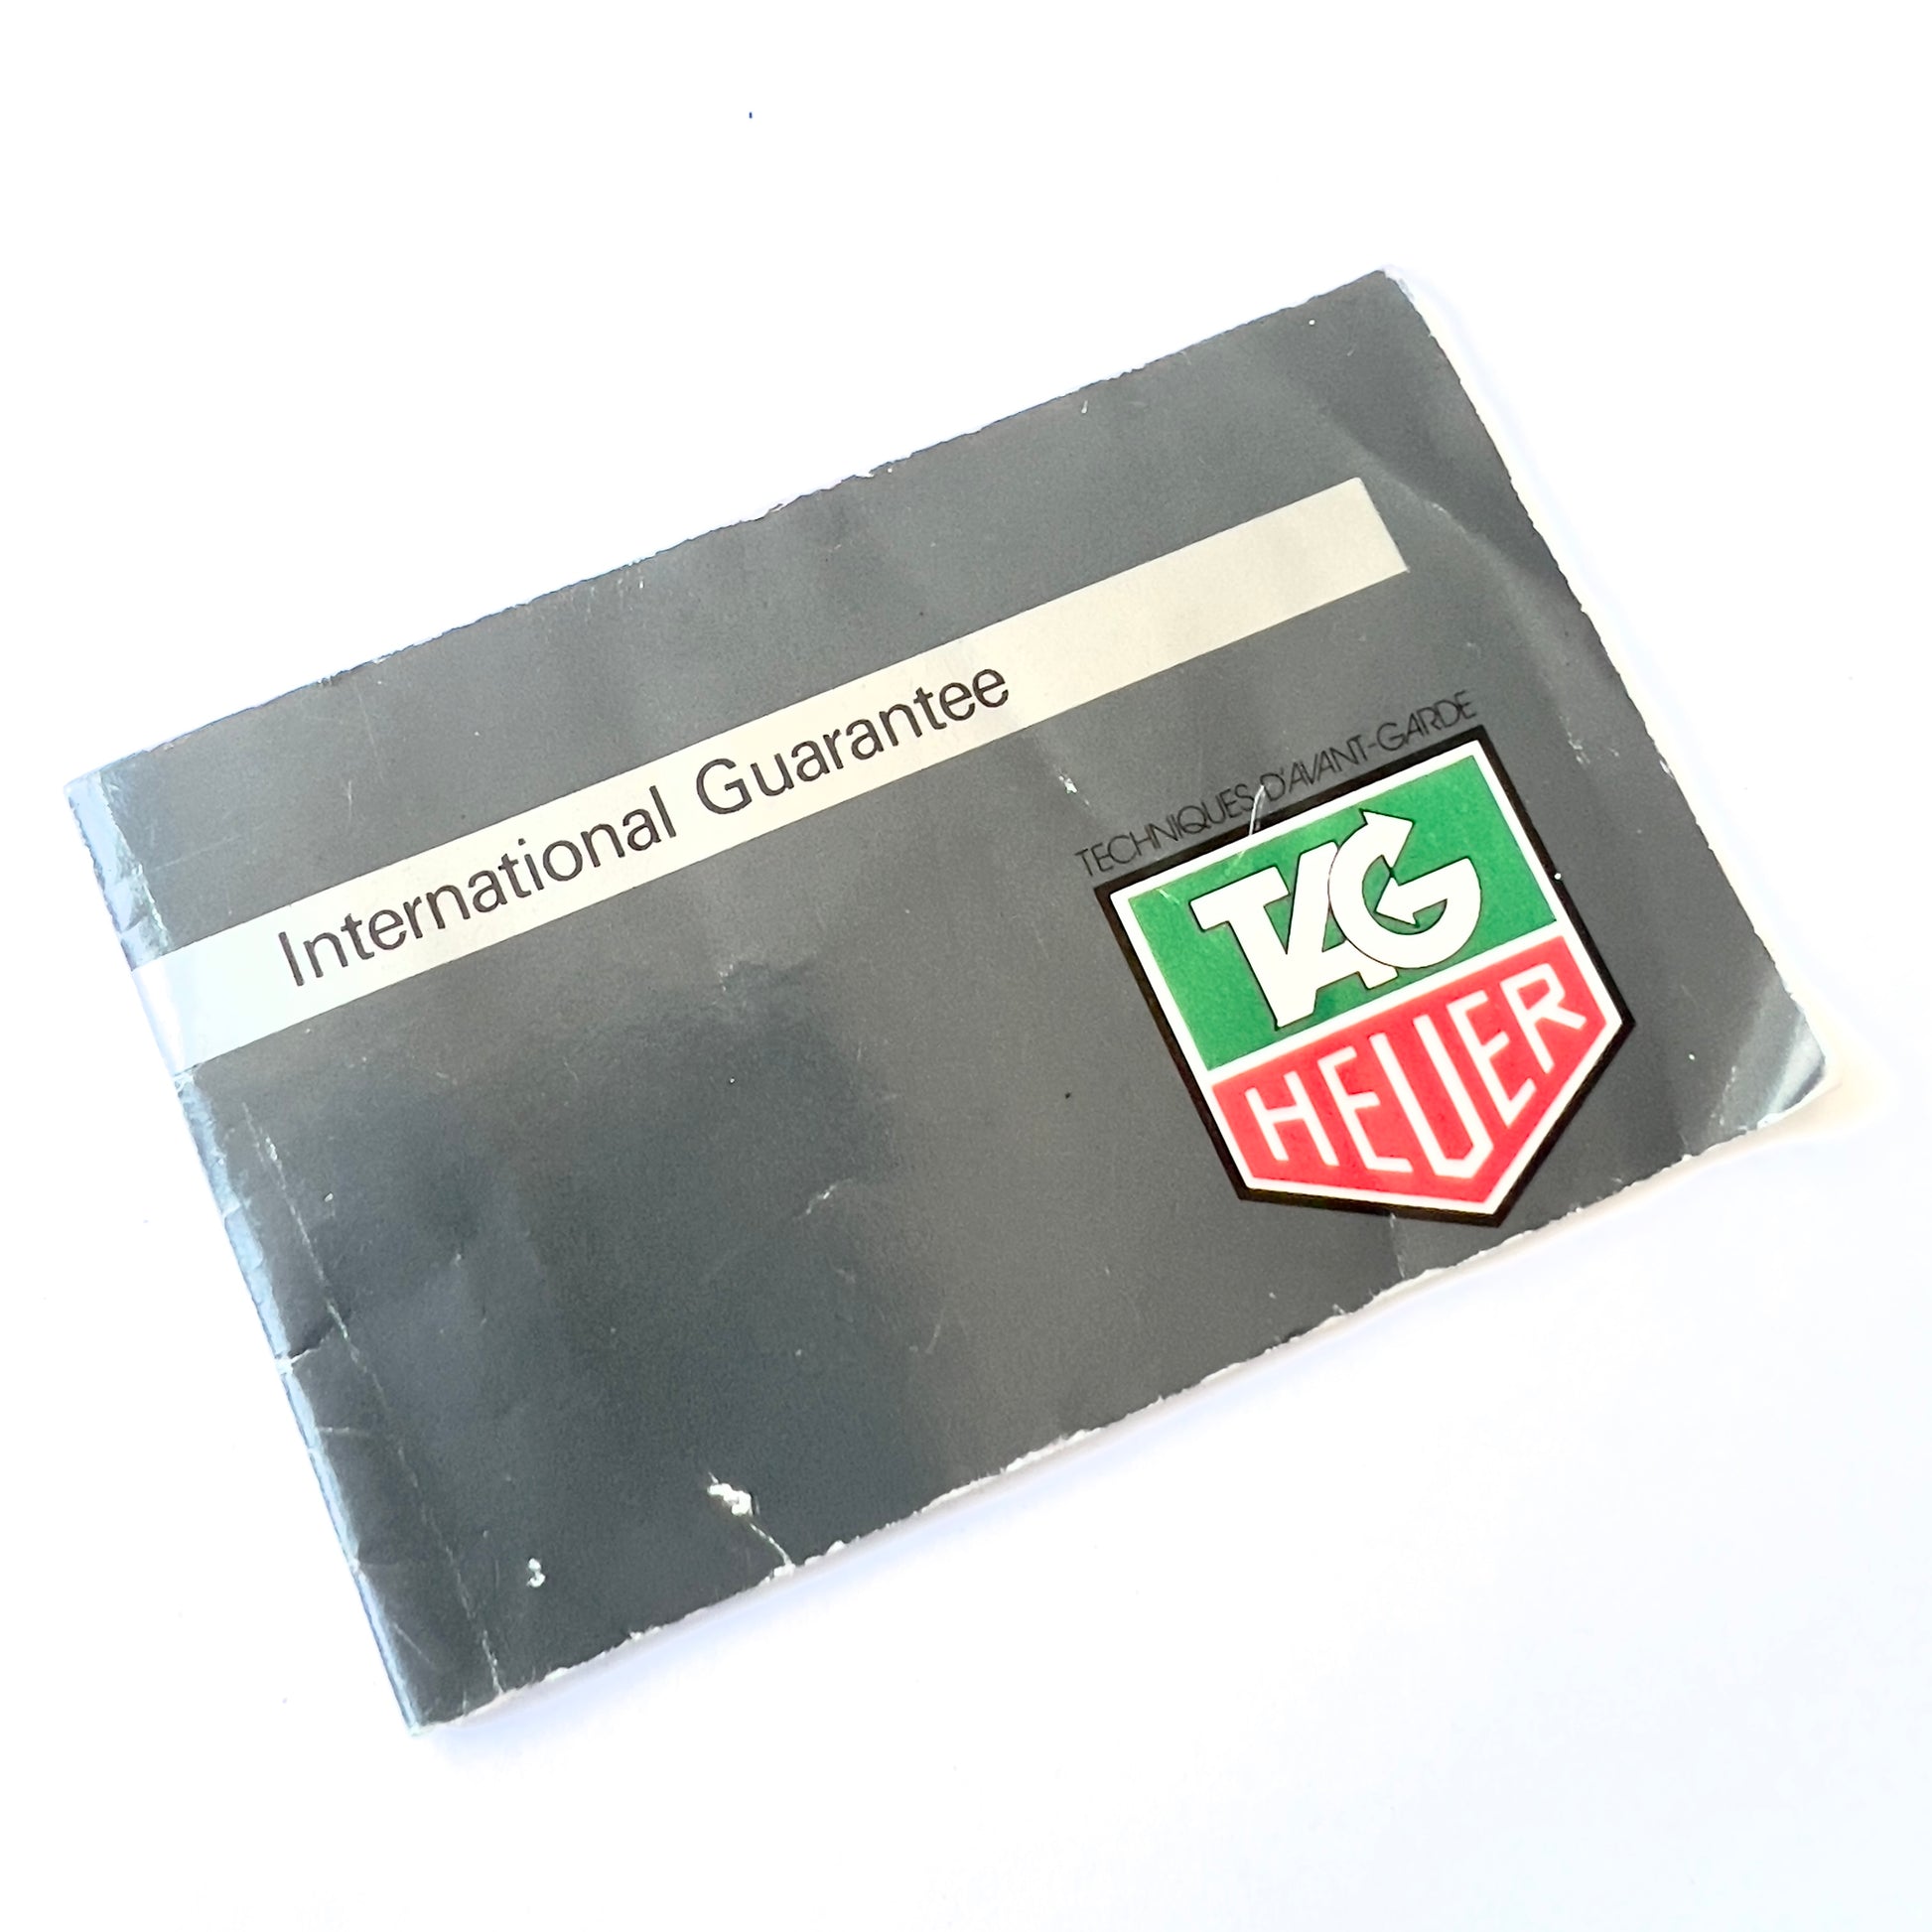 International Guarantee
TECHNIQUES D'AVANT-GARDE
TAG
HEUER